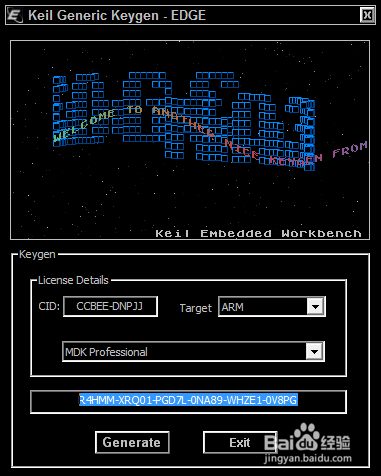 Keil Generic Keygen - EDGE
WELCOME TO ANOTHER NICE KEYGEN FROM
Keil Embedded Workbench
Keygen
License Details
CID: CCBEE-DNPJJ Target ARM
MDK Professional
R4HMM-XRQ01-PGD7L-0NA89-WHZE1-0V8PG
Generate Exit
Baidu 经验
jingyan.baidu.com